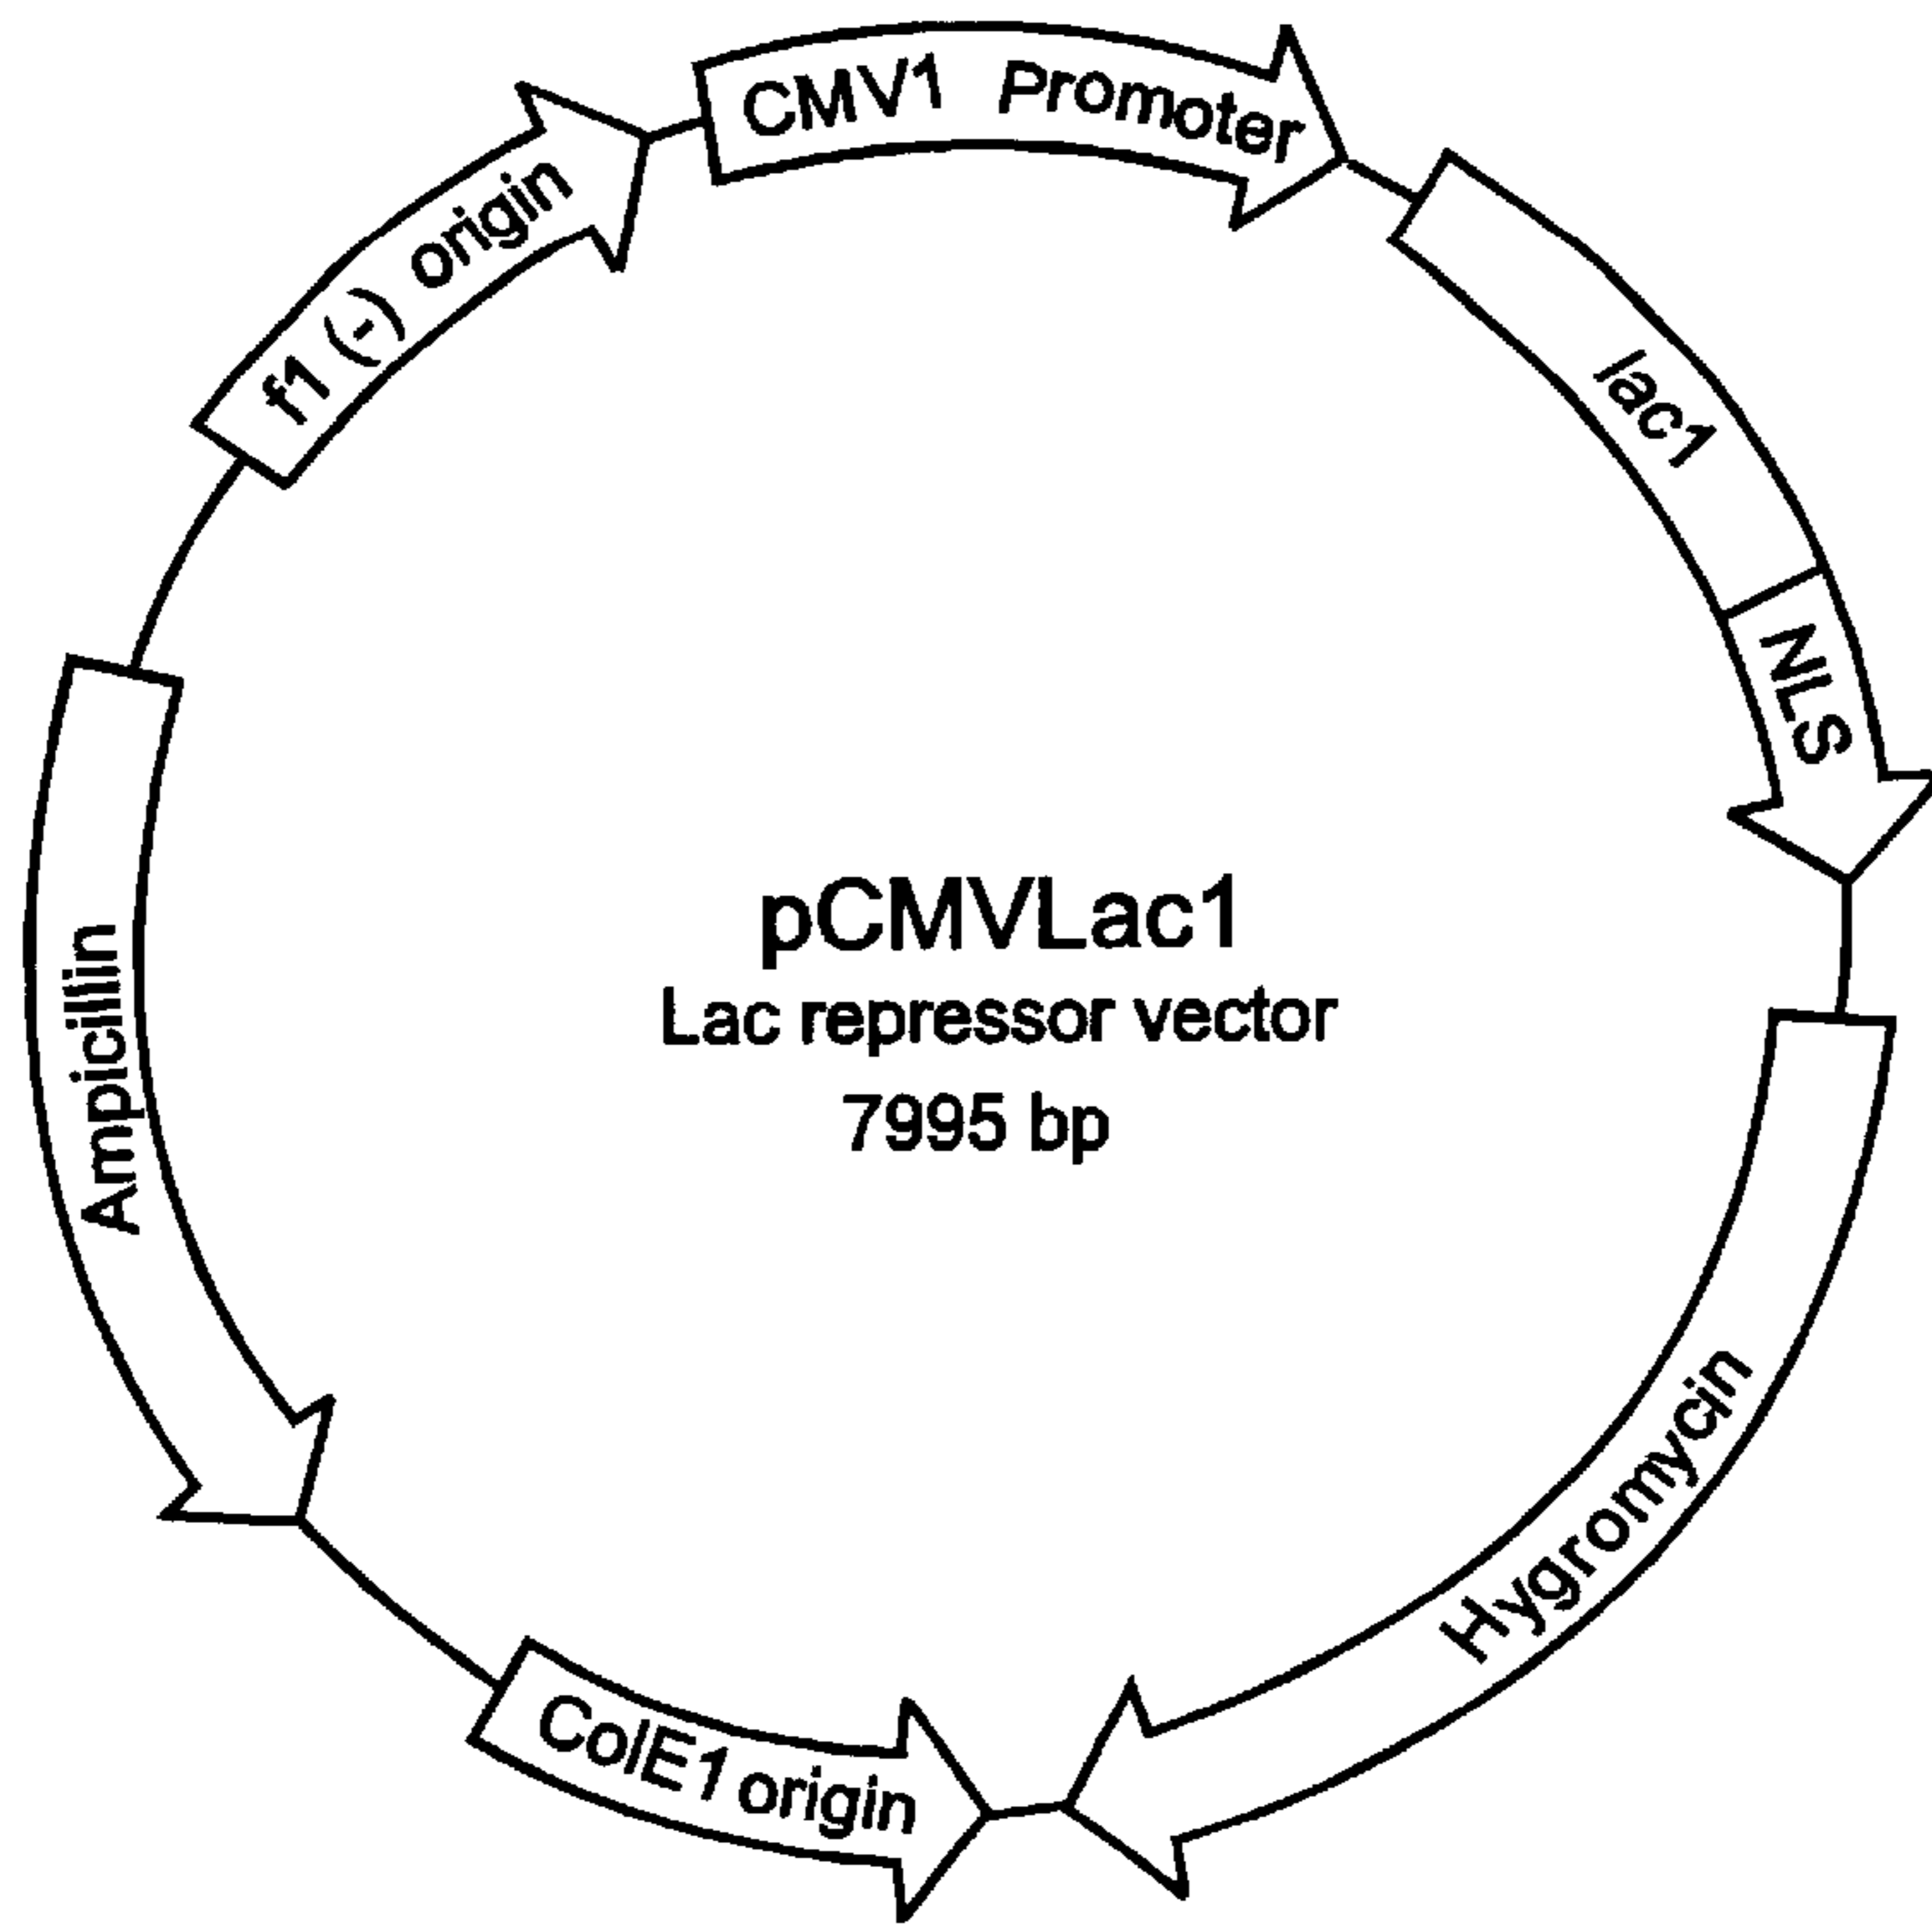 CMV1 Promoter
lac1
NLS
Hygromycin
ColE1 origin
Ampicillin
f1 (-) origin
pCMVLac1
Lac repressor vector
7995 bp